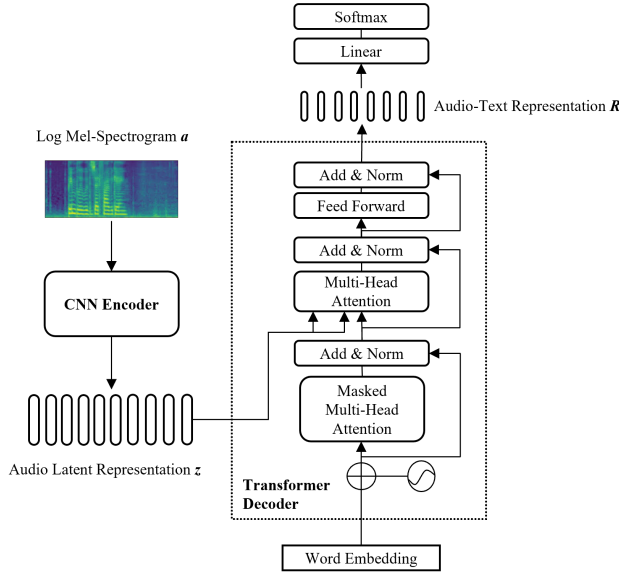 Softmax
Linear
Audio-Text Representation R
Log Mel-Spectrogram a
Add & Norm
Feed Forward
Add & Norm
Multi-Head
Attention
CNN Encoder
Add & Norm
Masked
Multi-Head
Attention
Audio Latent Representation z
Transformer
Decoder
Word Embedding